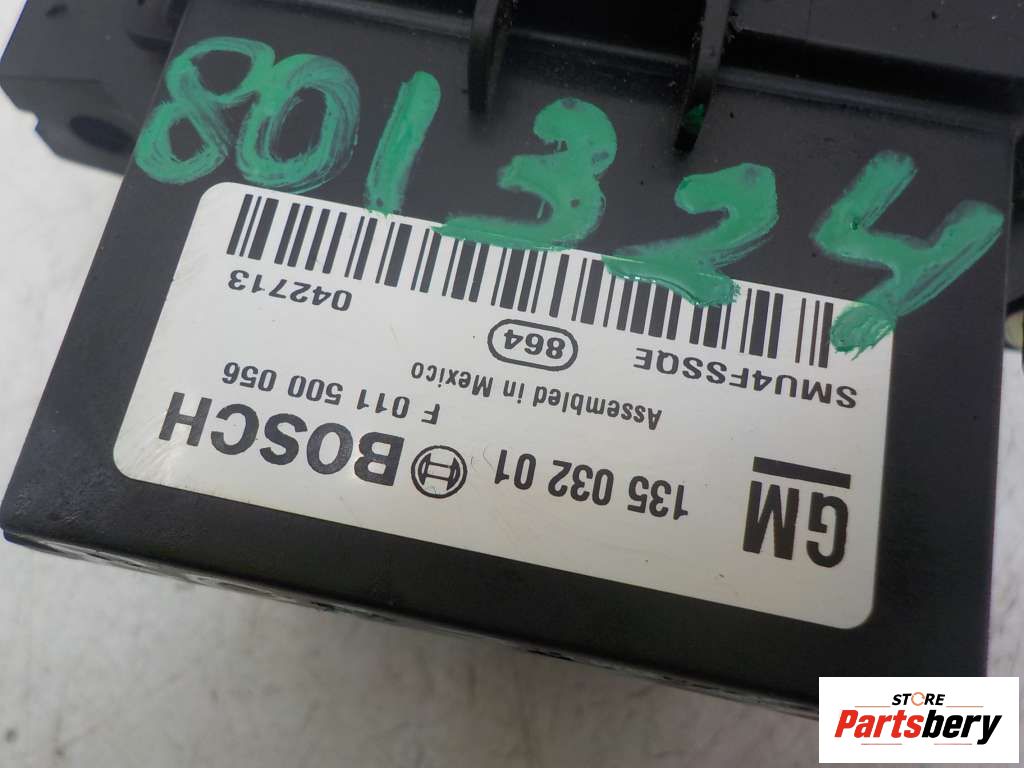 801324
GM 135 032 01 BOSCH
F 011 500 056
Assembled in Mexico
864
SMU4FSSQE 042713
STORE
Partsbery